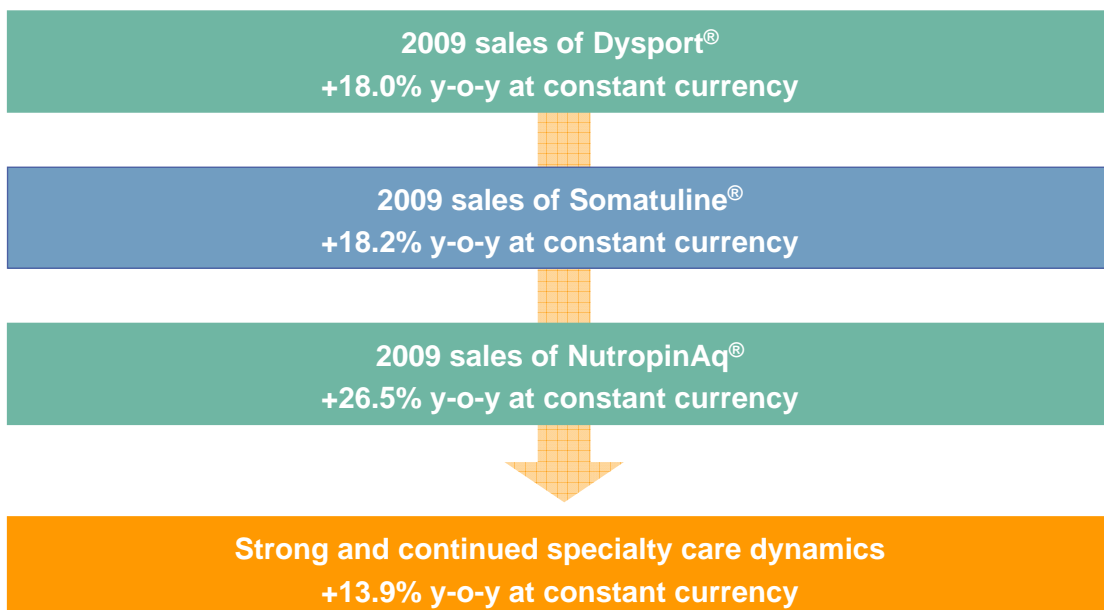 2009 sales of Dysport®
+18.0% y-o-y at constant currency
2009 sales of Somatuline®
+18.2% y-o-y at constant currency
2009 sales of NutropinAq®
+26.5% y-o-y at constant currency
Strong and continued specialty care dynamics
+13.9% y-o-y at constant currency